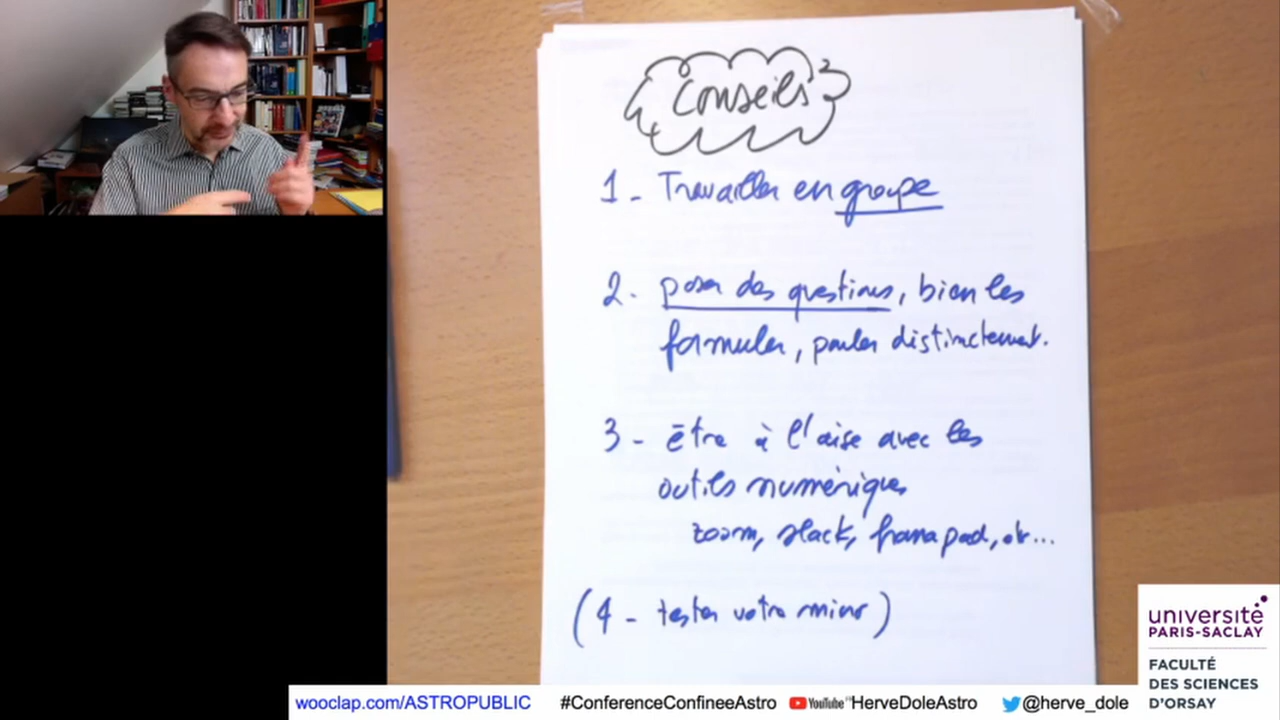 Conseils
1 - Travailler en groupe
2 - poser des questions, bien les
formuler, parler distinctement.
3 - être à l'aise avec les
outils numériques
zoom, slack, framapad, etc...
(4 - tester votre micro)
université
PARIS-SACLAY
FACULTÉ
DES SCIENCES
D'ORSAY
wooclap.com/ASTROPUBLIC #ConferenceConfineeAstro YouTube HerveDoleAstro @herve_dole